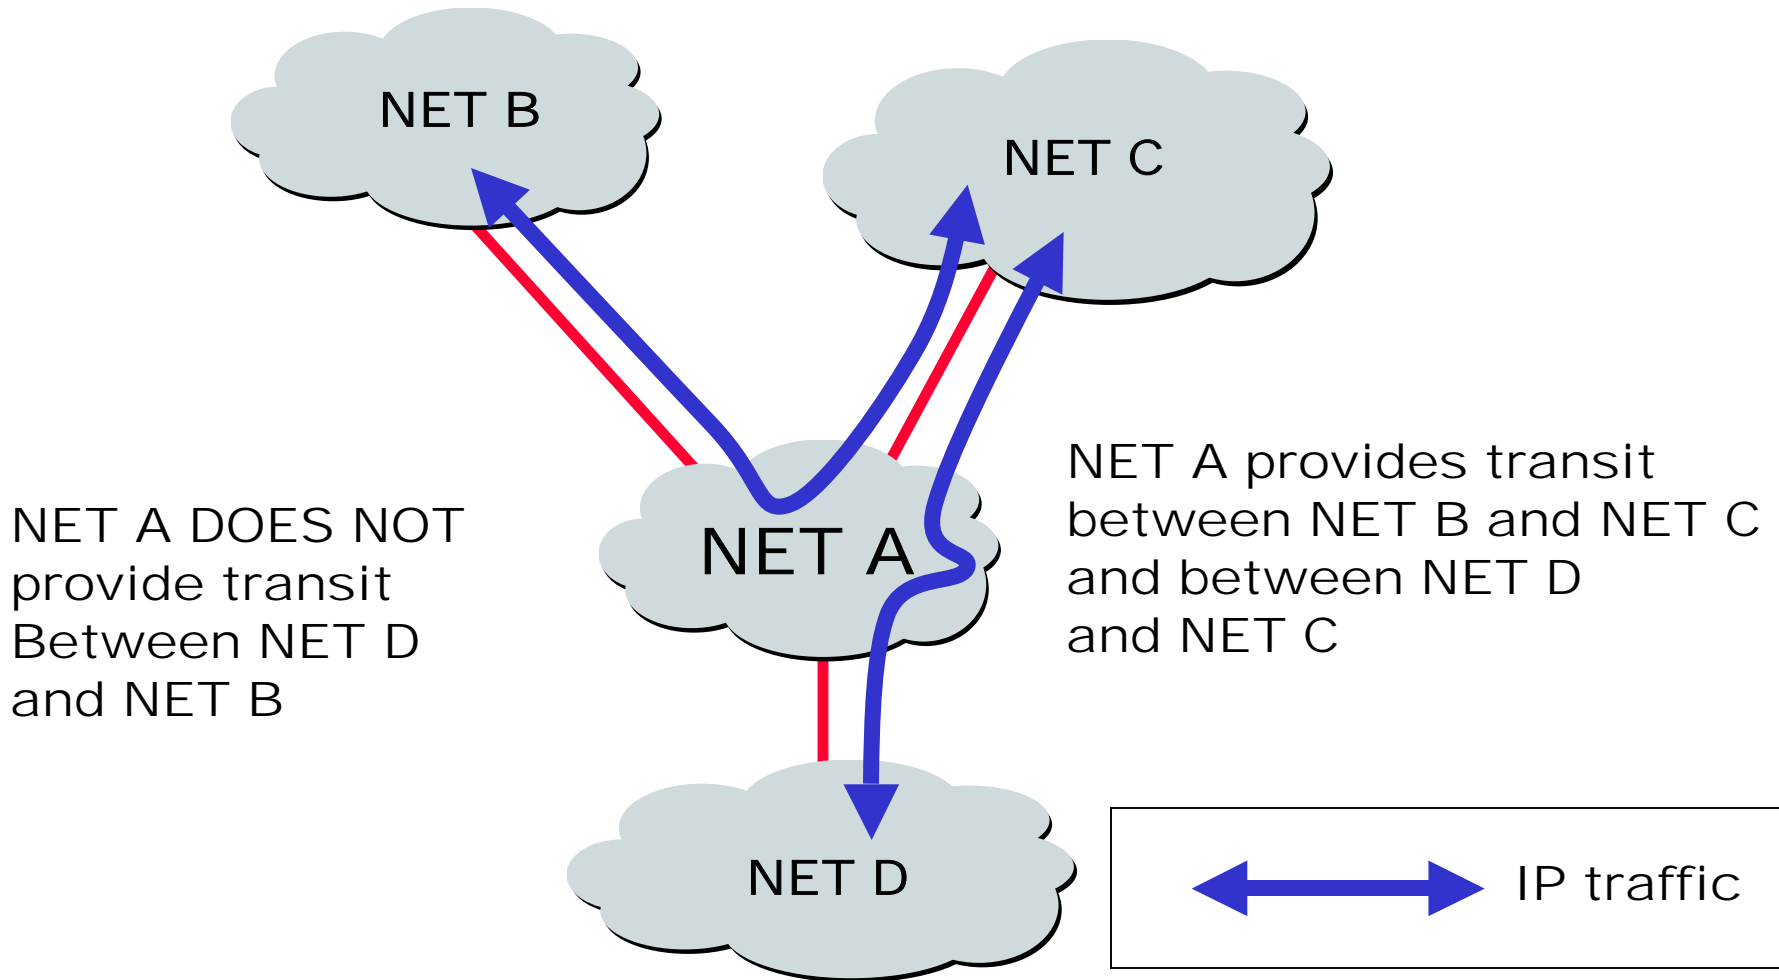 NET B
NET C
NET A
NET A provides transit
between NET B and NET C
and between NET D
and NET C
NET A DOES NOT
provide transit
Between NET D
and NET B
NET D
IP traffic